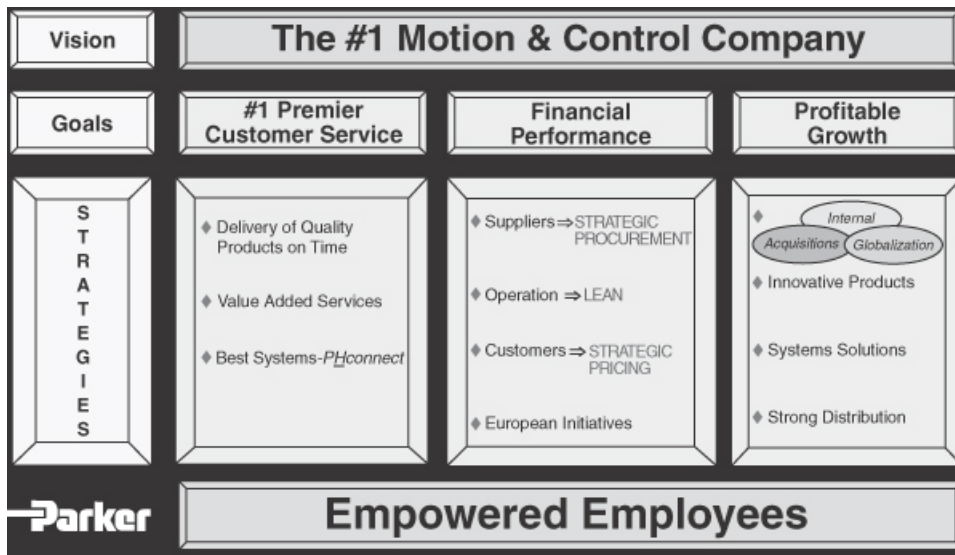 Vision
The #1 Motion & Control Company
Goals
#1 Premier
Customer Service
Financial
Performance
Profitable
Growth
S
T
R
A
T
E
G
I
E
S
♦ Delivery of Quality
Products on Time
♦ Value Added Services
♦ Best Systems-PHconnect
♦ Suppliers⇒STRATEGIC
PROCUREMENT
♦ Operation ⇒ LEAN
♦ Customers⇒STRATEGIC
PRICING
♦ European Initiatives
♦ Internal
Acquisitions Globalization
♦ Innovative Products
♦ Systems Solutions
♦ Strong Distribution
Parker
Empowered Employees